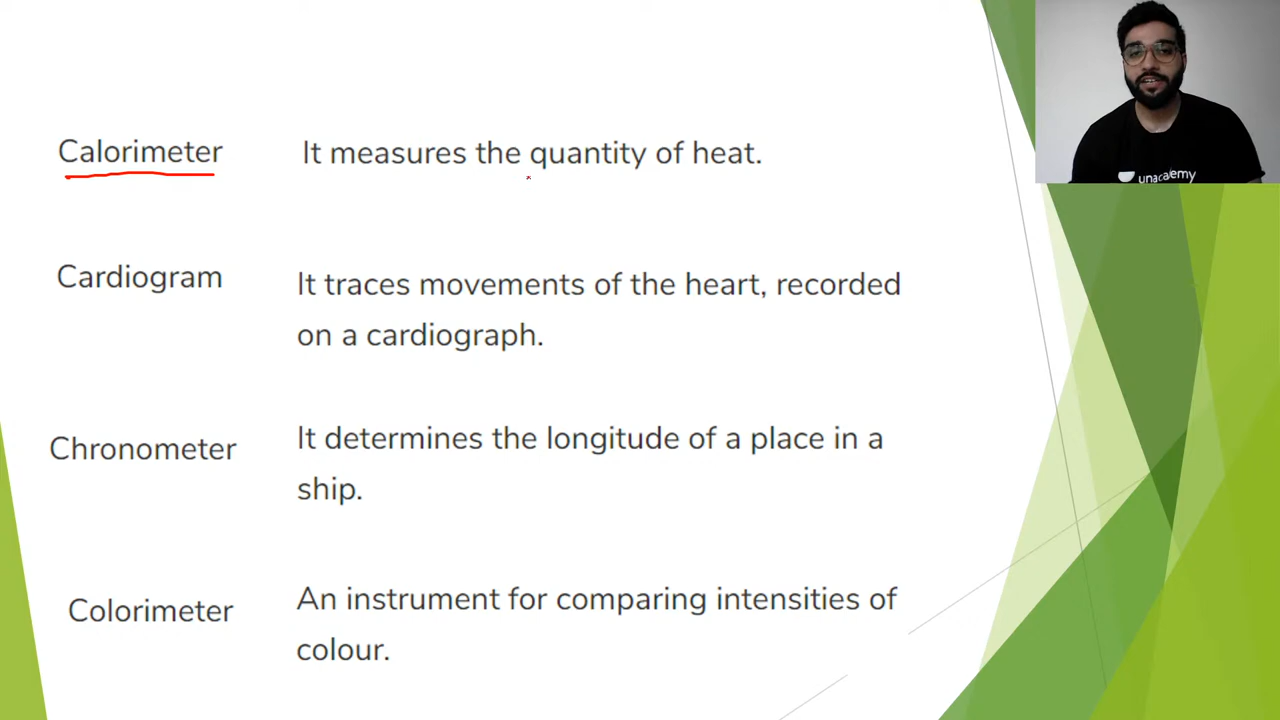 Calorimeter
It measures the quantity of heat.
Cardiogram
It traces movements of the heart, recorded
on a cardiograph.
Chronometer
It determines the longitude of a place in a
ship.
Colorimeter
An instrument for comparing intensities of
colour.
unacademy